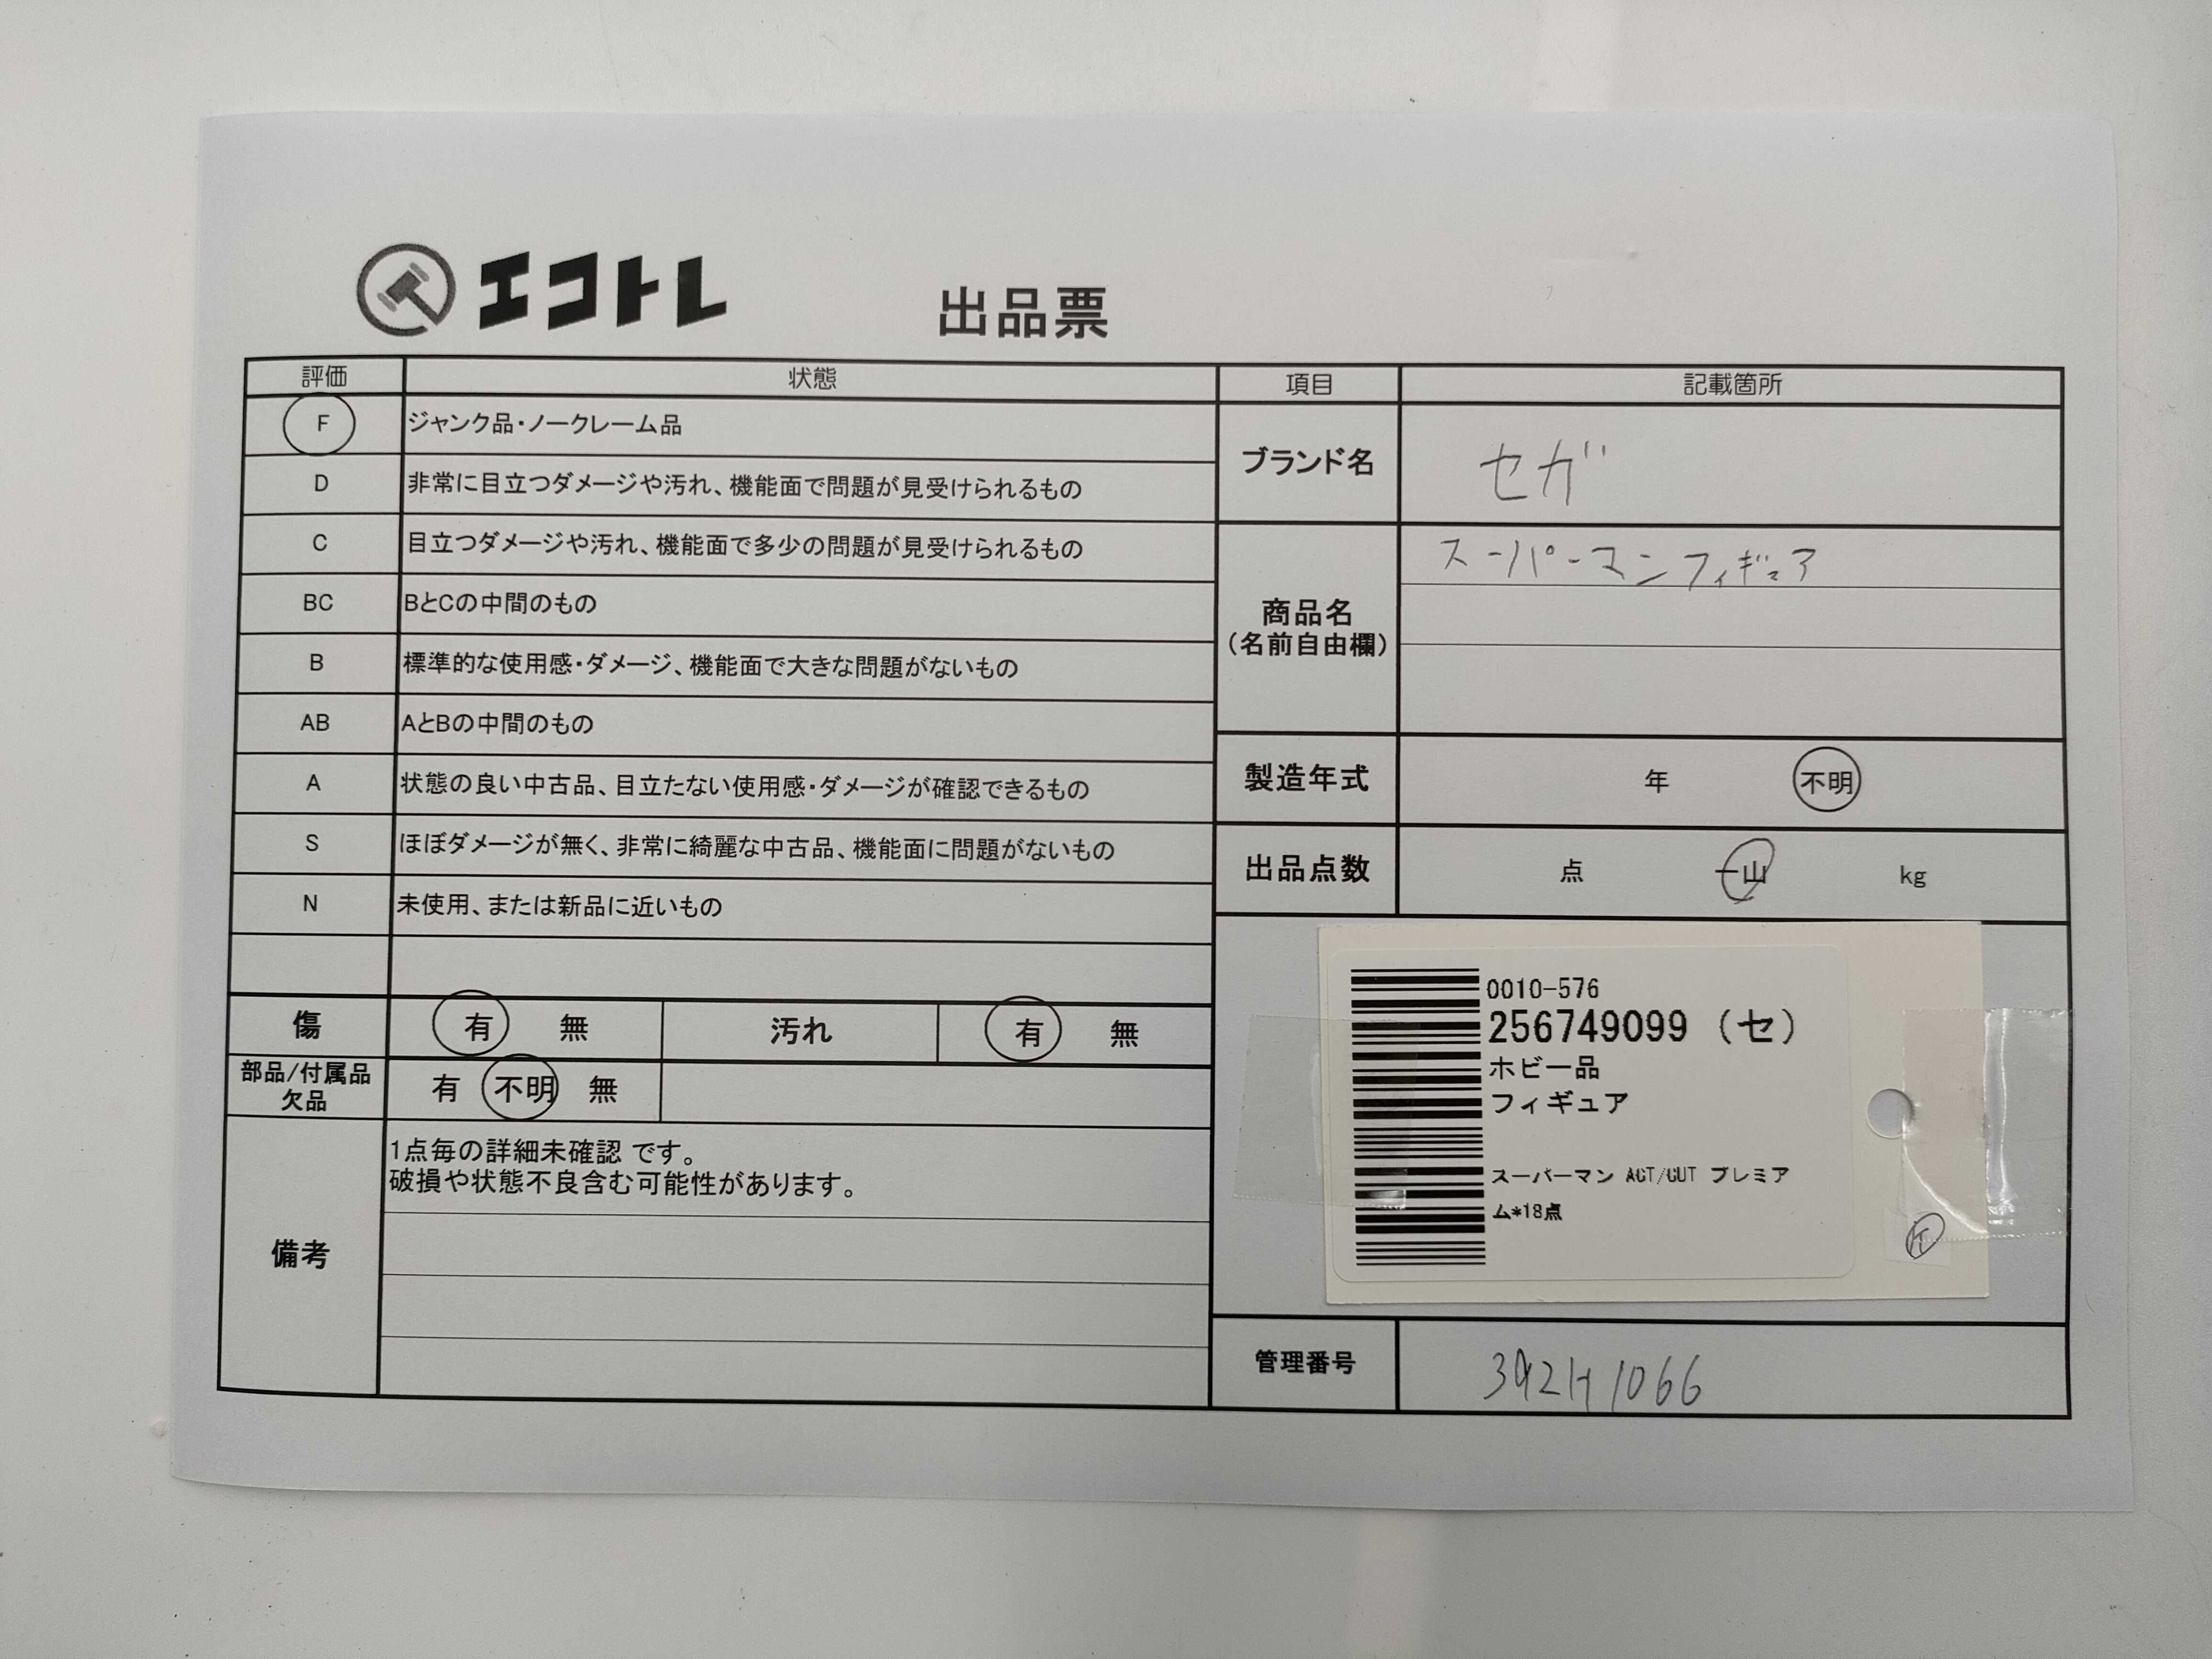 エコトレ
出品票
評価 状態
F ジャンク品・ノークレーム品
D 非常に目立つダメージや汚れ、機能面で問題が見受けられるもの
C 目立つダメージや汚れ、機能面で多少の問題が見受けられるもの
BC BとCの中間のもの
B 標準的な使用感・ダメージ、機能面で大きな問題がないもの
AB AとBの中間のもの
A 状態の良い中古品、目立たない使用感・ダメージが確認できるもの
S ほぼダメージが無く、非常に綺麗な中古品、機能面に問題がないもの
N 未使用、または新品に近いもの
傷 有 無 汚れ 有 無
部品/付属品
欠品
有 不明 無
備考
1点毎の詳細未確認 です。
破損や状態不良含む可能性があります。
項目 記載箇所
ブランド名 セガ
商品名
(名前自由欄)
スーパーマンフィギュア
製造年式 年 不明
出品点数 点 一山 kg
0010-576
256749099 (セ)
ホビー品
フィギュア
スーパーマン ACT/CUT プレミア
ム*18点
管理番号 392H1066